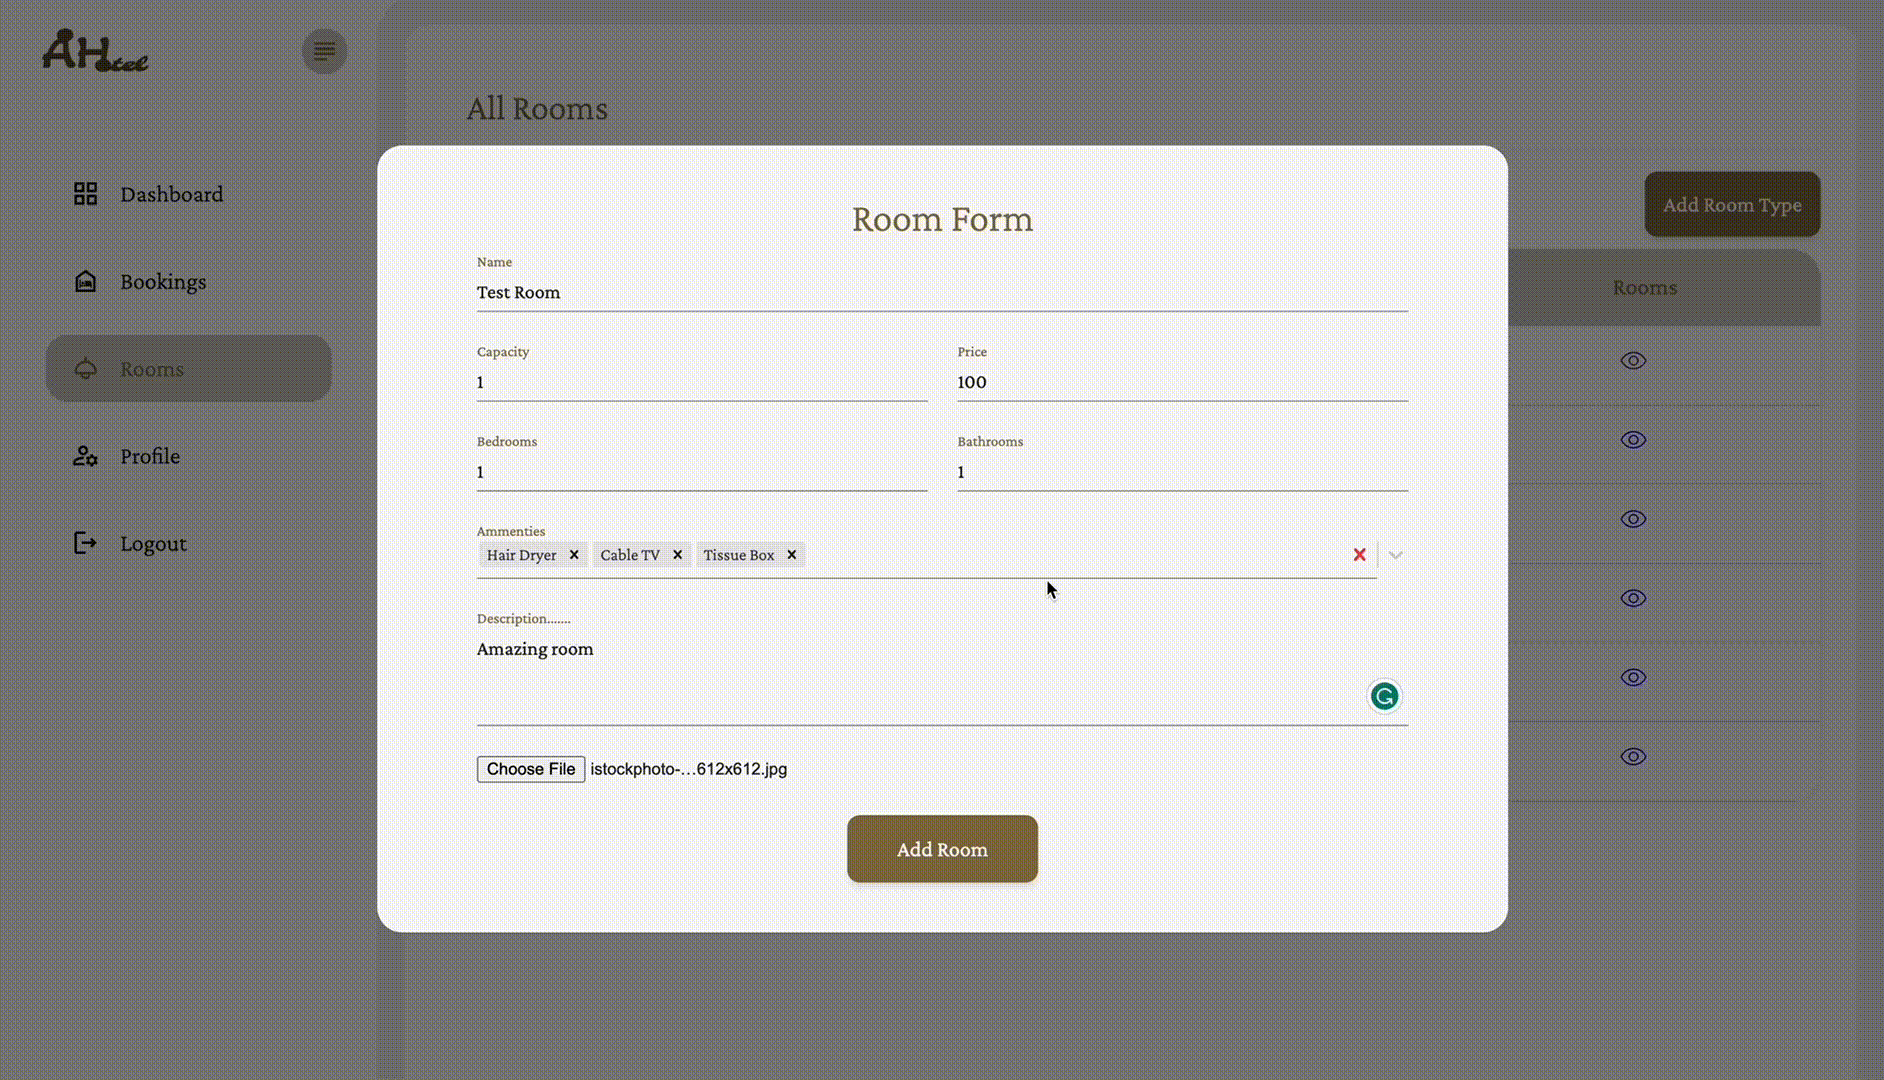 AHotel
All Rooms
Dashboard
Bookings
Rooms
Profile
Logout
Add Room Type
Rooms
Room Form
Name
Test Room
Capacity
1
Price
100
Bedrooms
1
Bathrooms
1
Ammenties
Hair Dryer Cable TV Tissue Box
Description.......
Amazing room
Choose File istockphoto-...612x612.jpg
Add Room